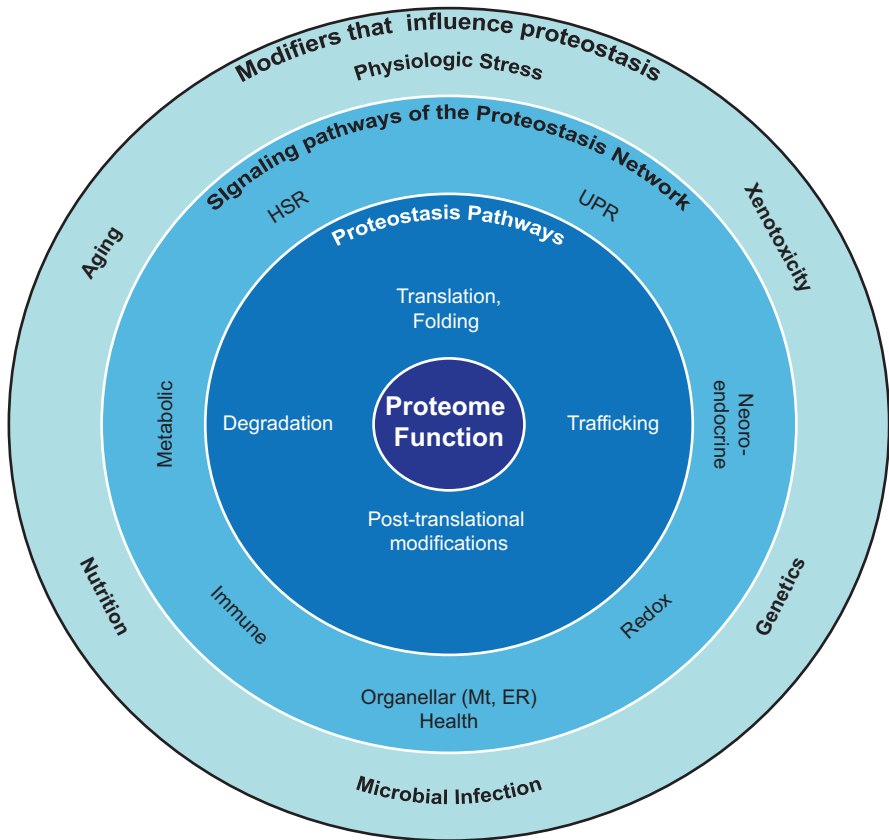 Modifiers that influence proteostasis
Physiologic Stress
SIgnaling pathways of the Proteostasis Network
HSR
UPR
Proteostasis Pathways
Aging
Xenotoxicity
Translation,
Folding
Metabolic
Degradation
Proteome
Function
Trafficking
Neoro-
endocrine
Post-translational
modifications
Nutrition
Immune
Redox
Genetics
Organellar (Mt, ER)
Health
Microbial Infection